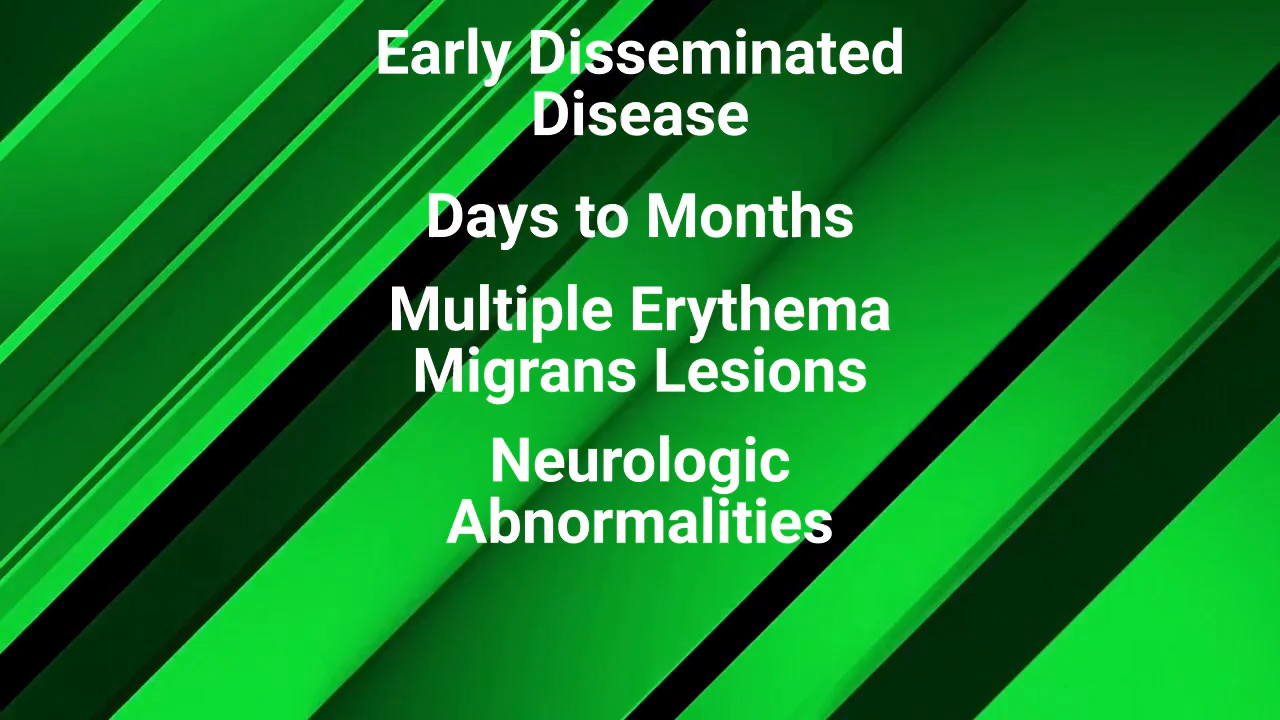 Early Disseminated
Disease
Days to Months
Multiple Erythema
Migrans Lesions
Neurologic
Abnormalities